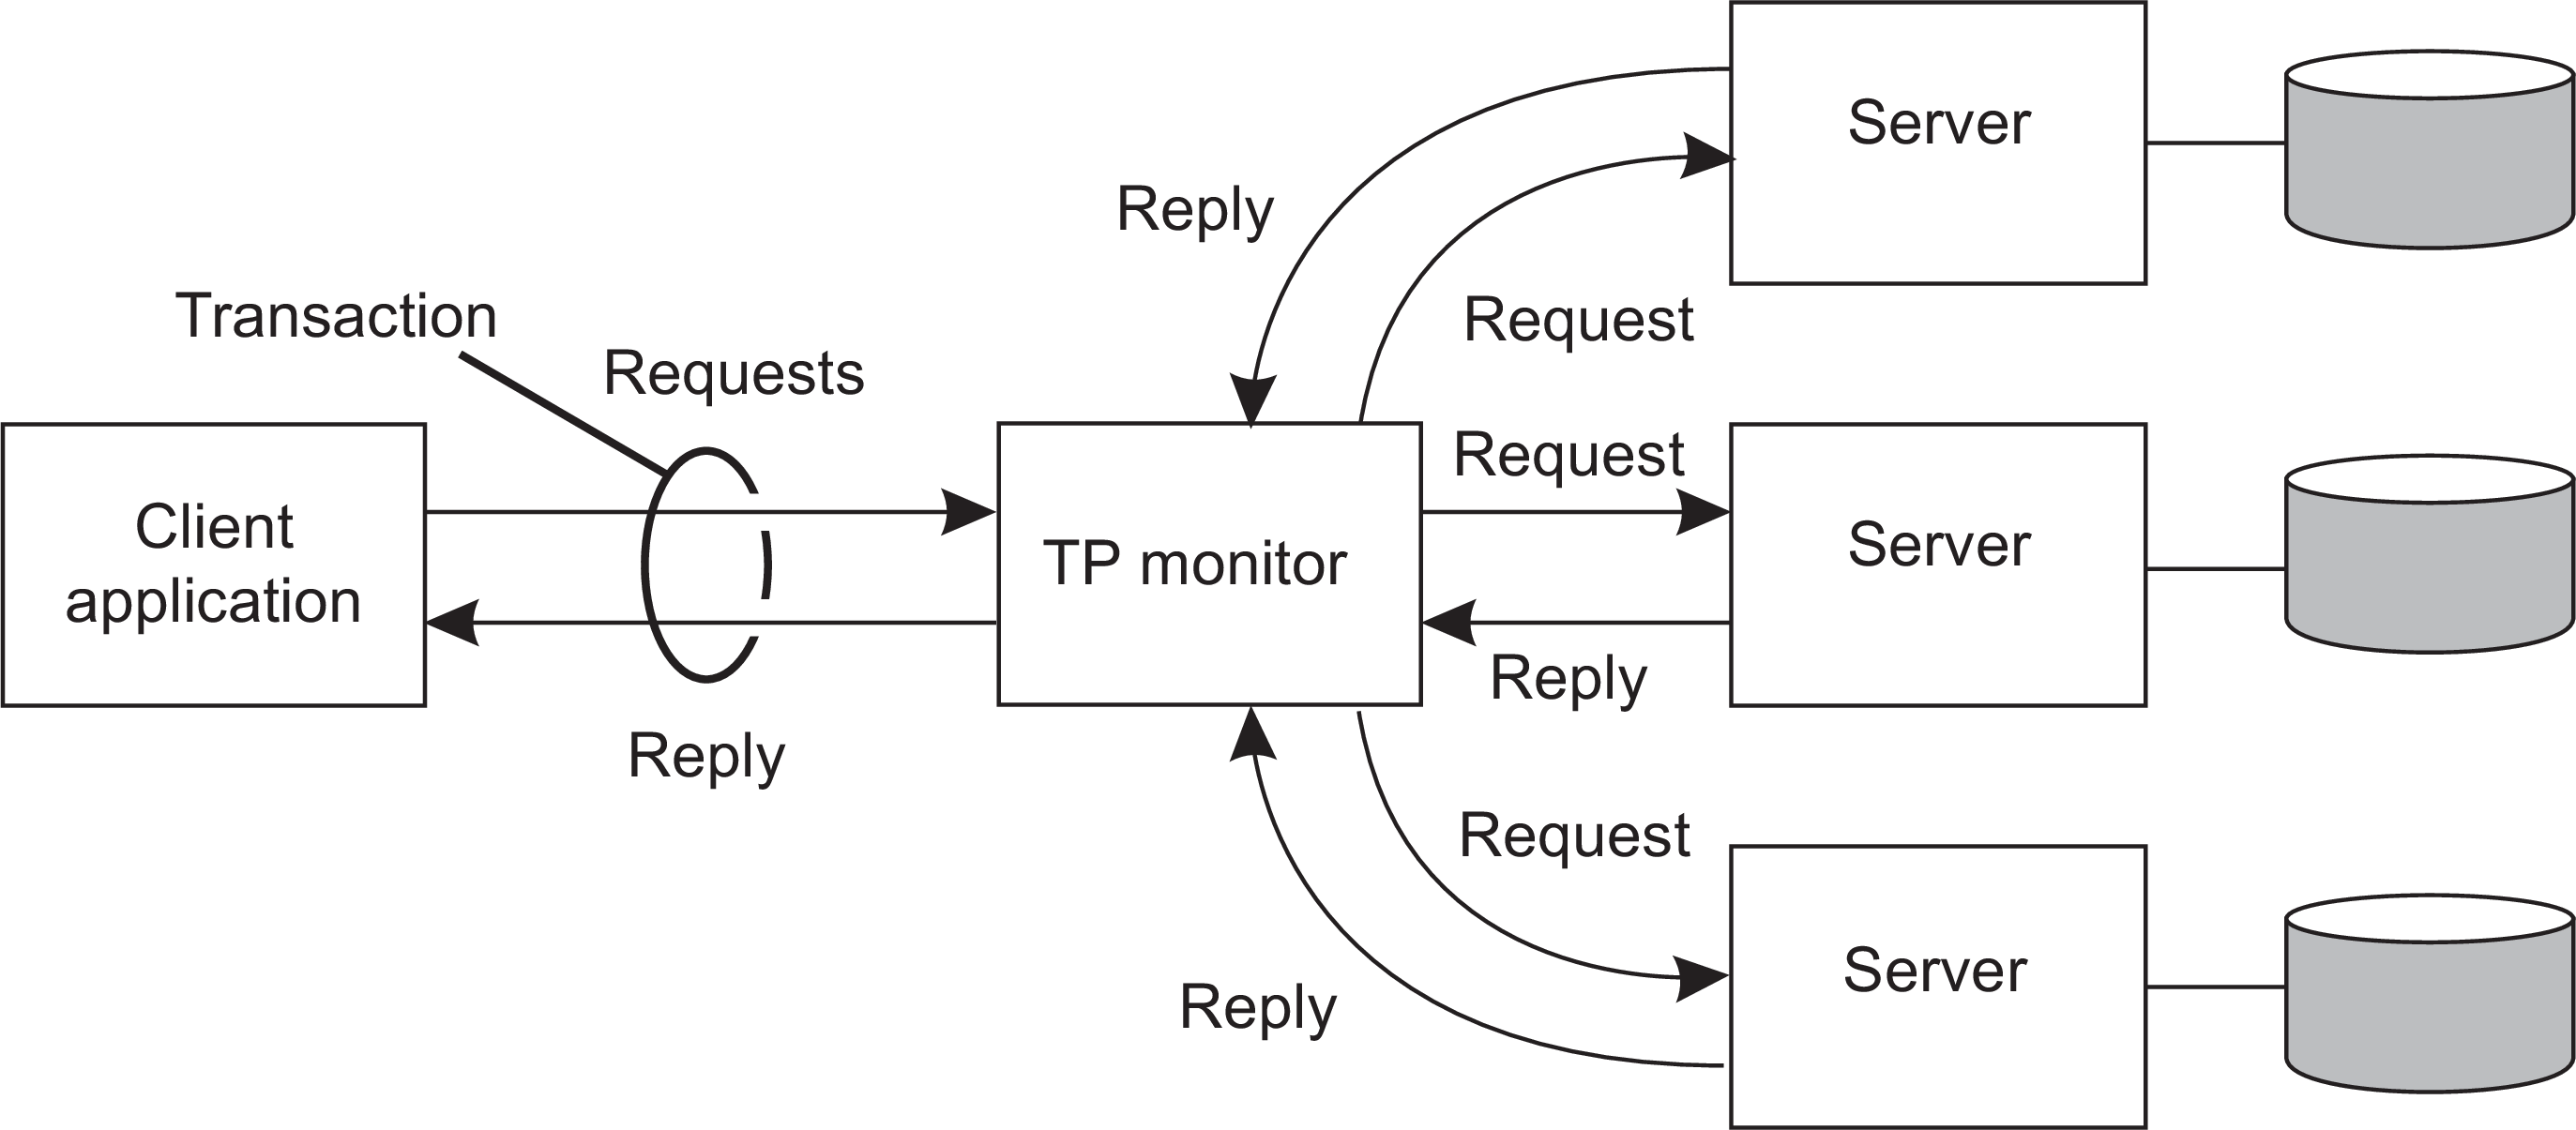 Server
Reply
Transaction
Requests
Request
Request
Client
application
TP monitor
Server
Reply
Reply
Request
Server
Reply